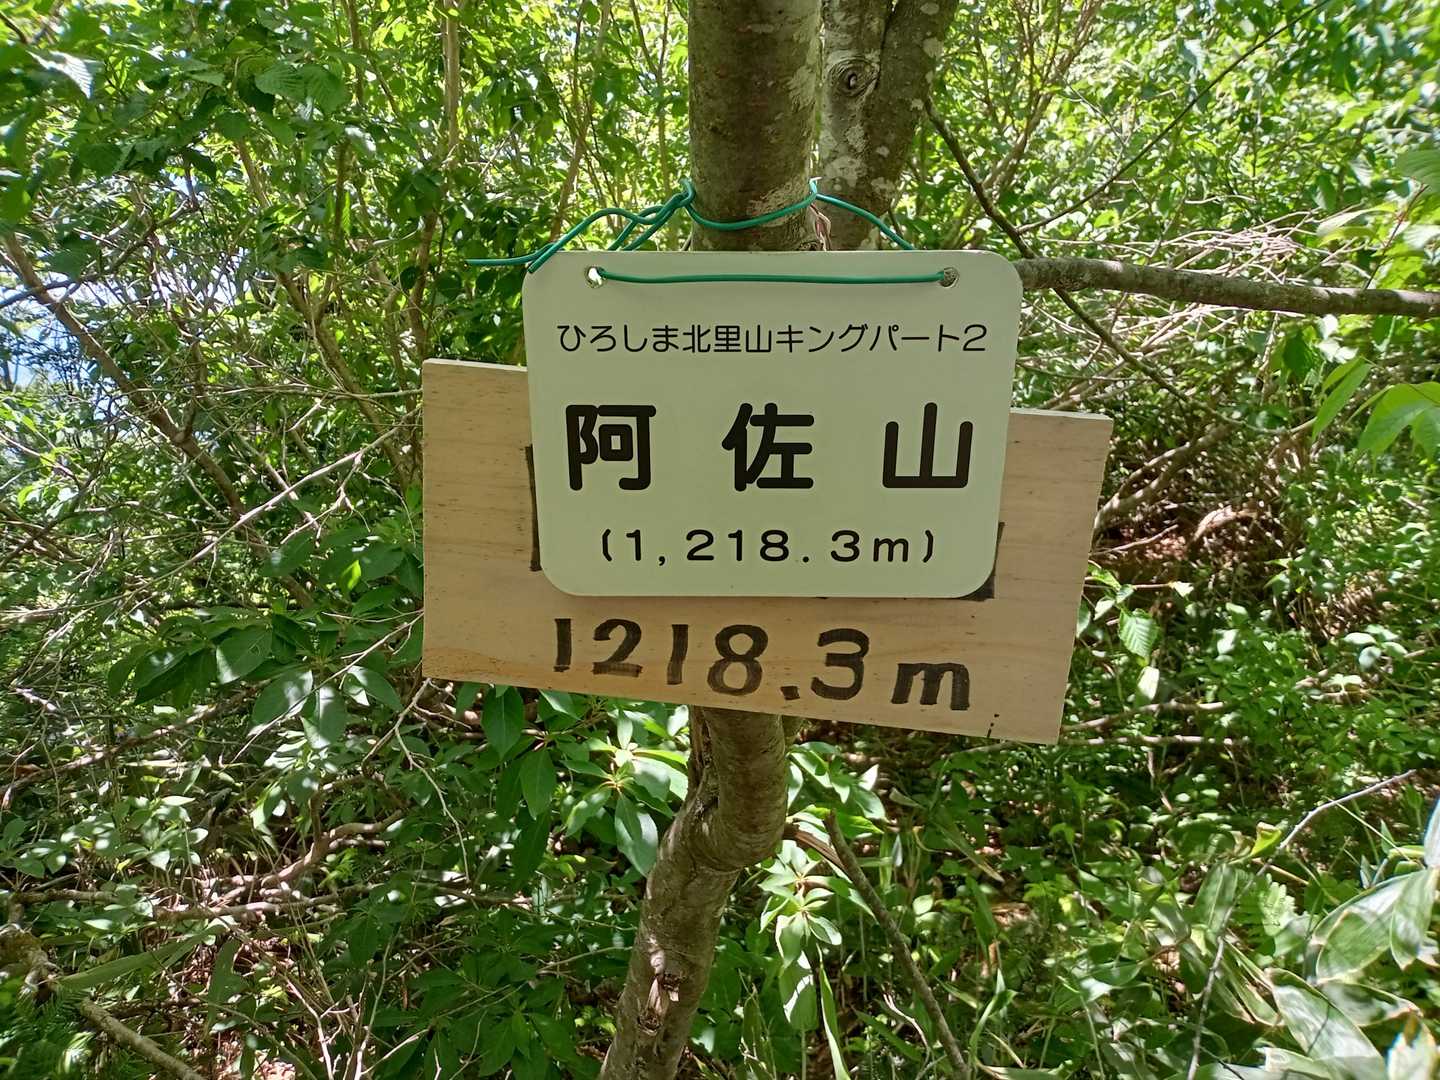 ひろしま北里山キングパート2
阿佐山
(1,218.3m)
1218.3m